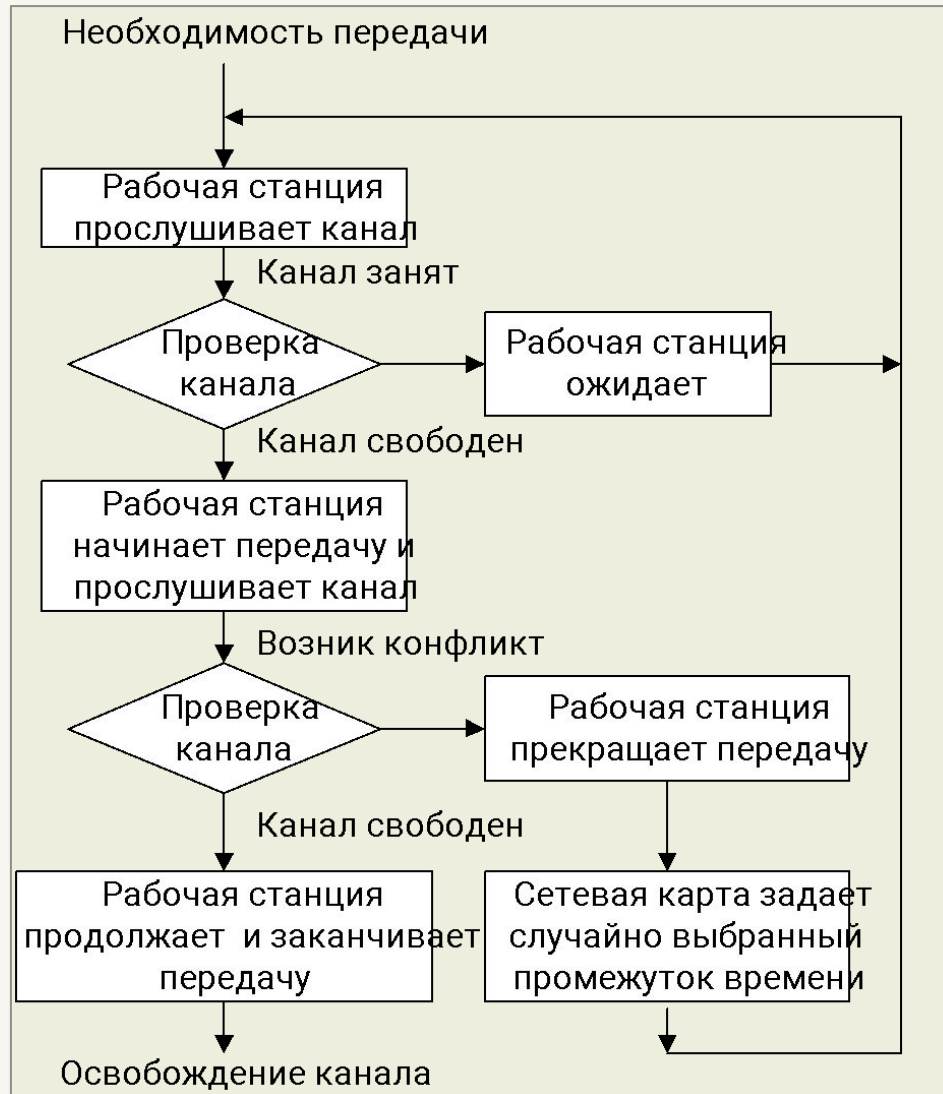 Необходимость передачи
Рабочая станция
прослушивает канал
Канал занят
Проверка
канала
Рабочая станция
ожидает
Канал свободен
Рабочая станция
начинает передачу и
прослушивает канал
Возник конфликт
Проверка
канала
Рабочая станция
прекращает передачу
Канал свободен
Рабочая станция
продолжает и заканчивает
передачу
Сетевая карта задает
случайно выбранный
промежуток времени
Освобождение канала